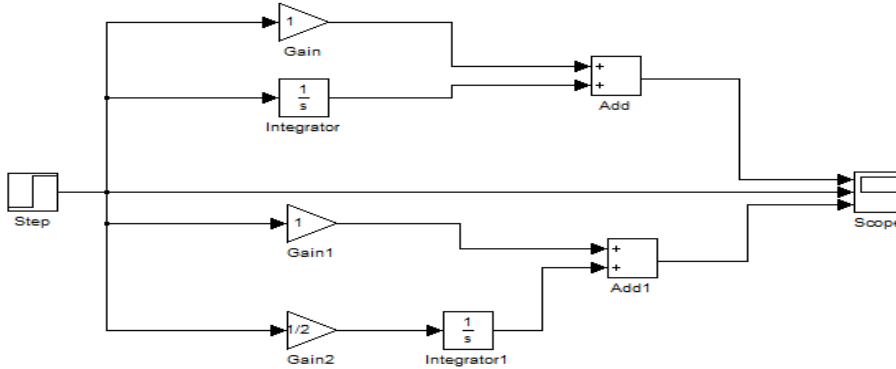 1
Gain
+
+
Add
1
s
Integrator
Step
Scope
1
Gain1
+
+
Add1
1/2
Gain2
1
s
Integrator1